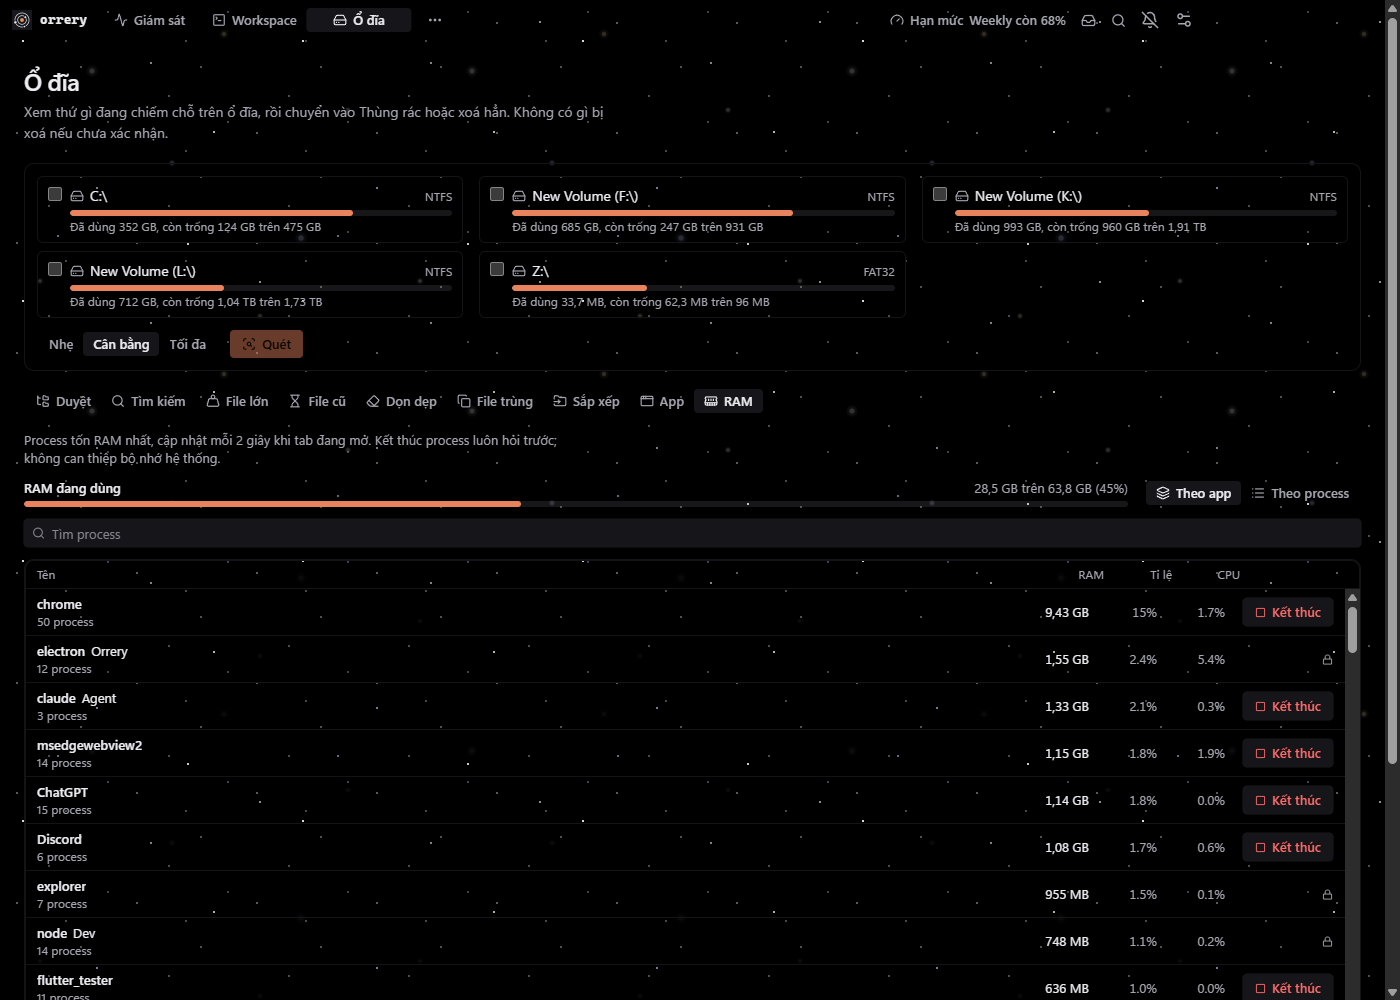 orrery Giám sát Workspace Ổ đĩa ... Hạn mức Weekly còn 68%
Ổ đĩa
Xem thứ gì đang chiếm chỗ trên ổ đĩa, rồi chuyển vào Thùng rác hoặc xoá hẳn. Không có gì bị
xoá nếu chưa xác nhận.
C:\ NTFS
Đã dùng 352 GB, còn trống 124 GB trên 475 GB
New Volume (F:\) NTFS
Đã dùng 685 GB, còn trống 247 GB trên 931 GB
New Volume (K:\) NTFS
Đã dùng 993 GB, còn trống 960 GB trên 1,91 TB
New Volume (L:\) NTFS
Đã dùng 712 GB, còn trống 1,04 TB trên 1,73 TB
Z:\ FAT32
Đã dùng 33,7 MB, còn trống 62,3 MB trên 96 MB
Nhẹ Cân bằng Tối đa Quét
Duyệt Tìm kiếm File lớn File cũ Dọn dẹp File trùng Sắp xếp App RAM
Process tốn RAM nhất, cập nhật mỗi 2 giây khi tab đang mở. Kết thúc process luôn hỏi trước;
không can thiệp bộ nhớ hệ thống.
RAM đang dùng 28,5 GB trên 63,8 GB (45%) Theo app Theo process
Tìm process
Tên RAM Tỉ lệ CPU
chrome
50 process
9,43 GB 15% 1.7% Kết thúc
electron Orrery
12 process
1,55 GB 2.4% 5.4%
claude Agent
3 process
1,33 GB 2.1% 0.3% Kết thúc
msedgewebview2
14 process
1,15 GB 1.8% 1.9% Kết thúc
ChatGPT
15 process
1,14 GB 1.8% 0.0% Kết thúc
Discord
6 process
1,08 GB 1.7% 0.6% Kết thúc
explorer
7 process
955 MB 1.5% 0.1%
node Dev
14 process
748 MB 1.1% 0.2%
flutter_tester
11 process
636 MB 1.0% 0.0% Kết thúc